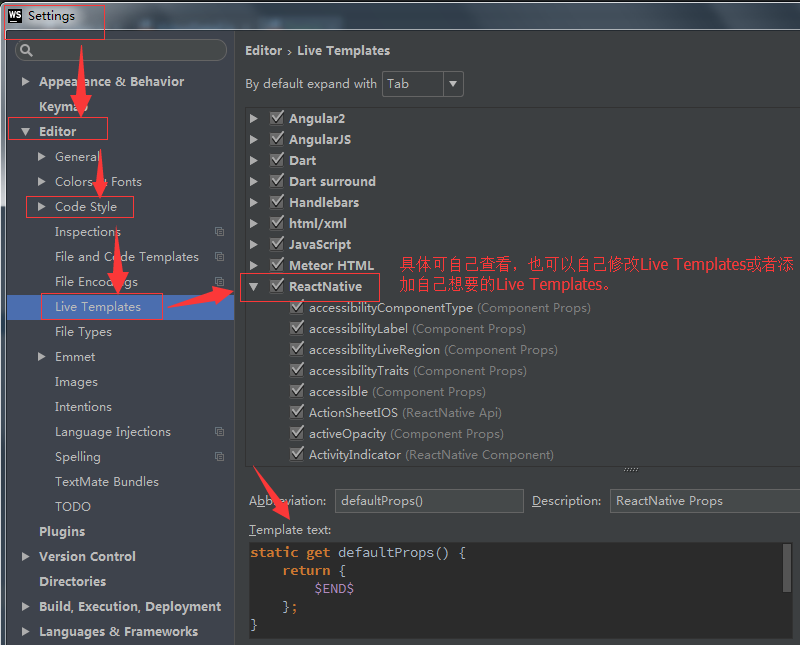 WS Settings
Editor › Live Templates
By default expand with Tab
Appearance & Behavior
Keymap
Editor
General
Colors & Fonts
Code Style
Inspections
File and Code Templates
File Encodings
Live Templates
File Types
Emmet
Images
Intentions
Language Injections
Spelling
TextMate Bundles
TODO
Plugins
Version Control
Directories
Build, Execution, Deployment
Languages & Frameworks
Angular2
AngularJS
Dart
Dart surround
Handlebars
html/xml
JavaScript
Meteor HTML
ReactNative
具体可自己查看，也可以自己修改Live Templates或者添
加自己想要的Live Templates。
accessibilityComponentType (Component Props)
accessibilityLabel (Component Props)
accessibilityLiveRegion (Component Props)
accessibilityTraits (Component Props)
accessible (Component Props)
ActionSheetIOS (ReactNative Api)
activeOpacity (Component Props)
ActivityIndicator (ReactNative Component)
Abbreviation: defaultProps() Description: ReactNative Props
Template text:
static get defaultProps() {
return {
$END$
};
}